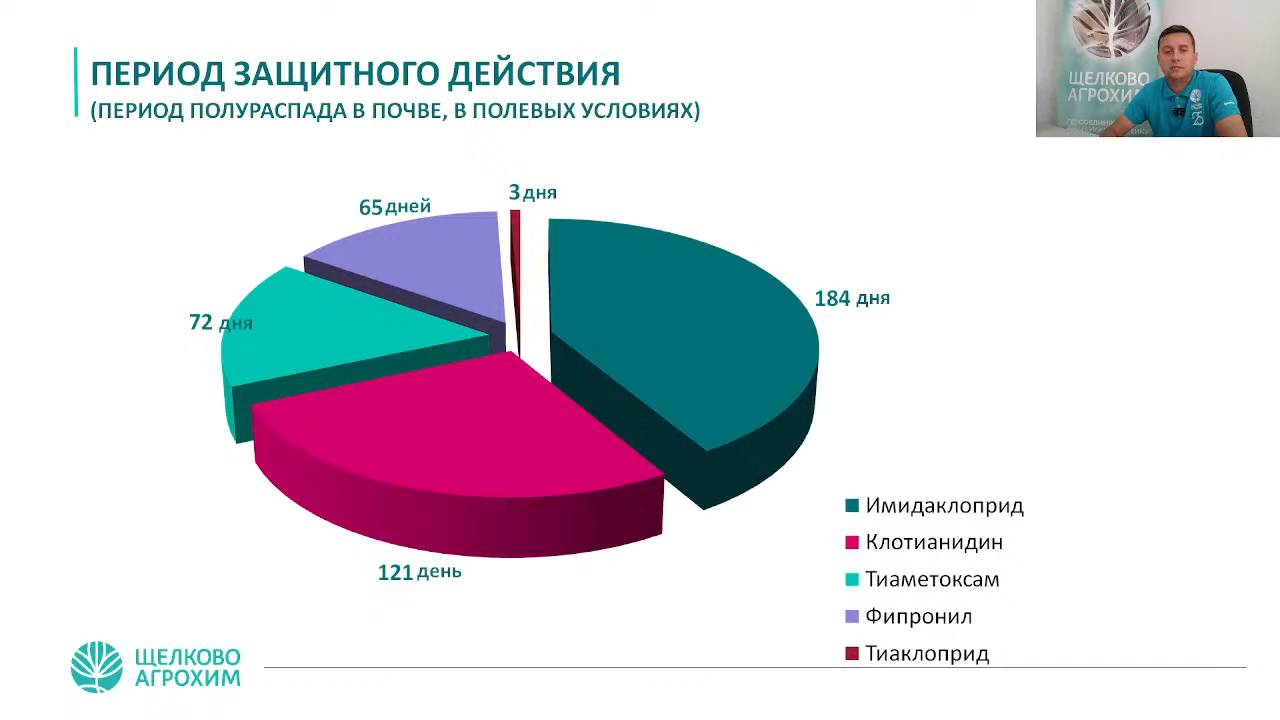 ПЕРИОД ЗАЩИТНОГО ДЕЙСТВИЯ
(ПЕРИОД ПОЛУРАСПАДА В ПОЧВЕ, В ПОЛЕВЫХ УСЛОВИЯХ)
ЩЕЛКОВО
АГРОХИМ
3 дня
65 дней
184 дня
72 дня
121 день
Имидаклоприд
Клотианидин
Тиаметоксам
Фипронил
Тиаклоприд
ЩЕЛКОВО
АГРОХИМ